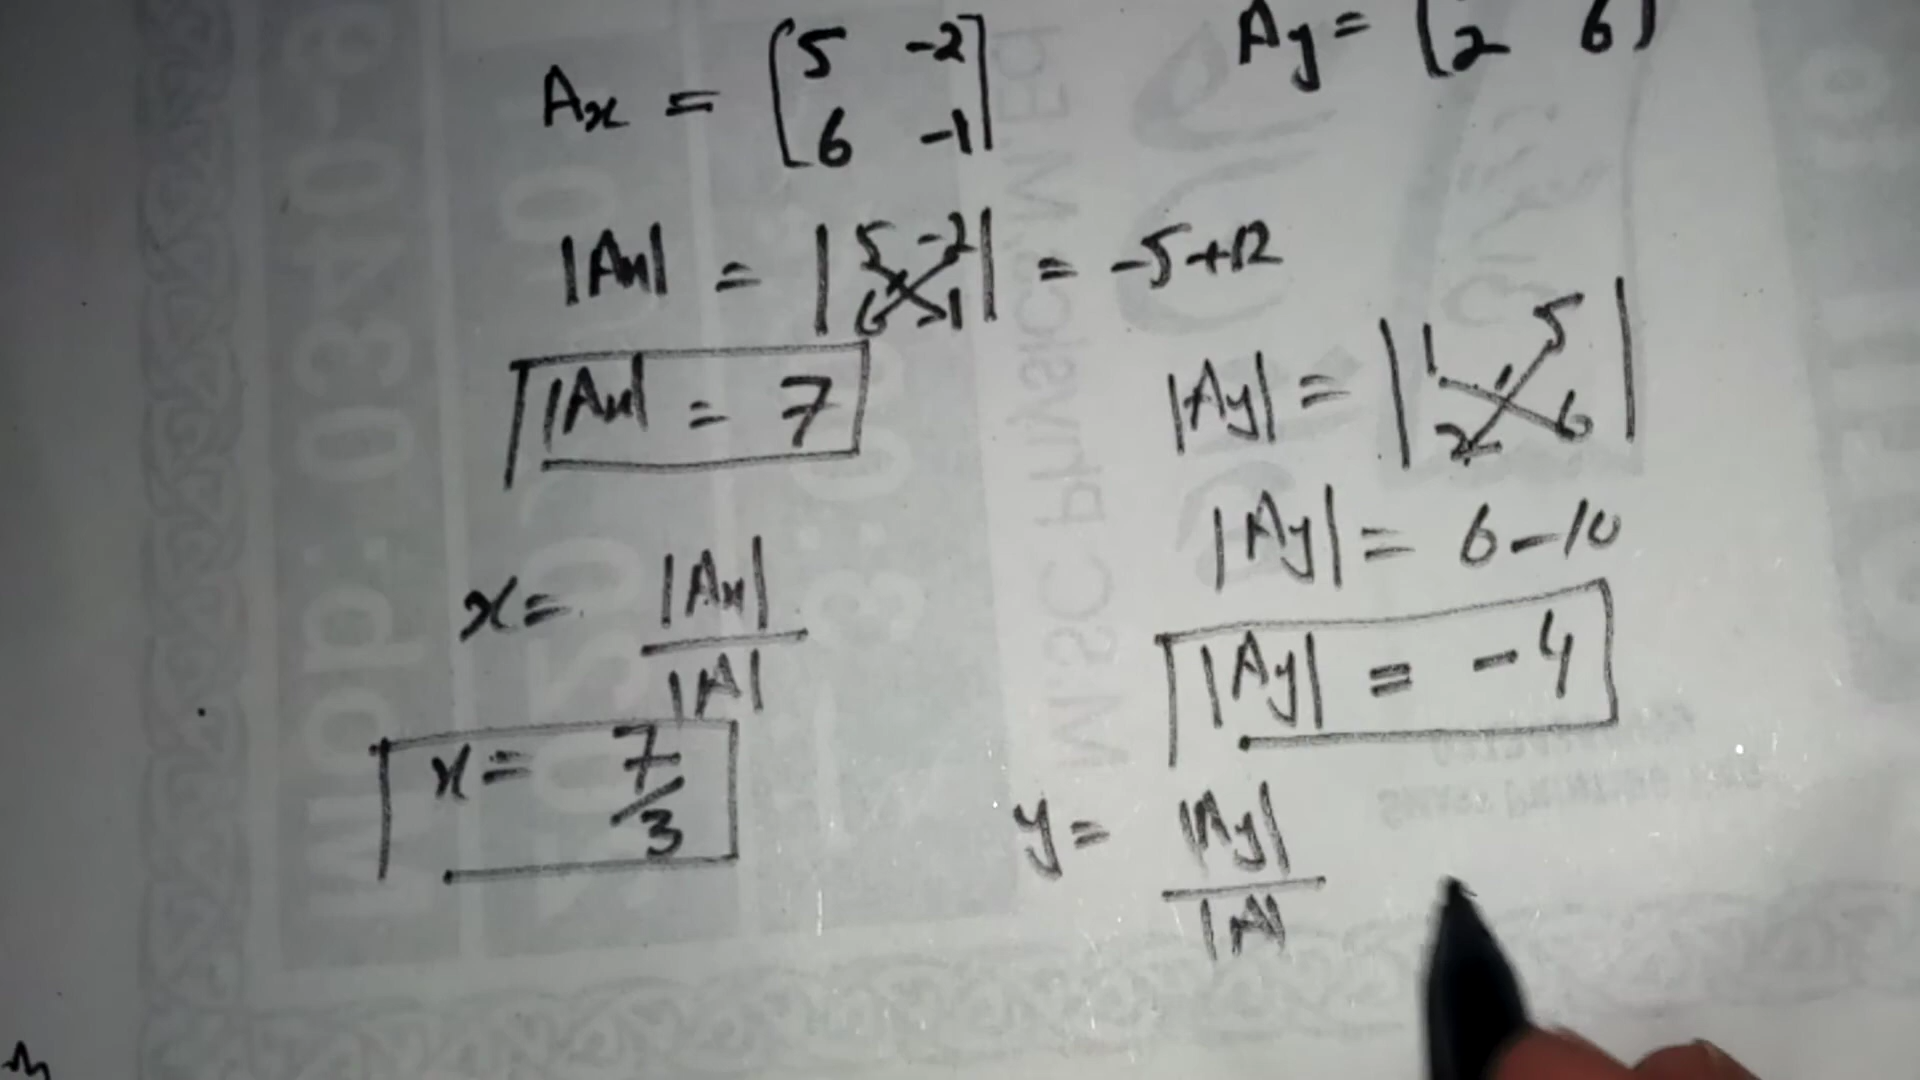 Ax = [5 -2
6 -1]
Ay = (2 6)
|Ax| = |5 -2
6 -1| = -5+12
|Ax| = 7
x = |Ax|
|A|
x = 7
3
|Ay| = |1 5
2 6|
|Ay| = 6-10
|Ay| = -4
y = |Ay|
|A|